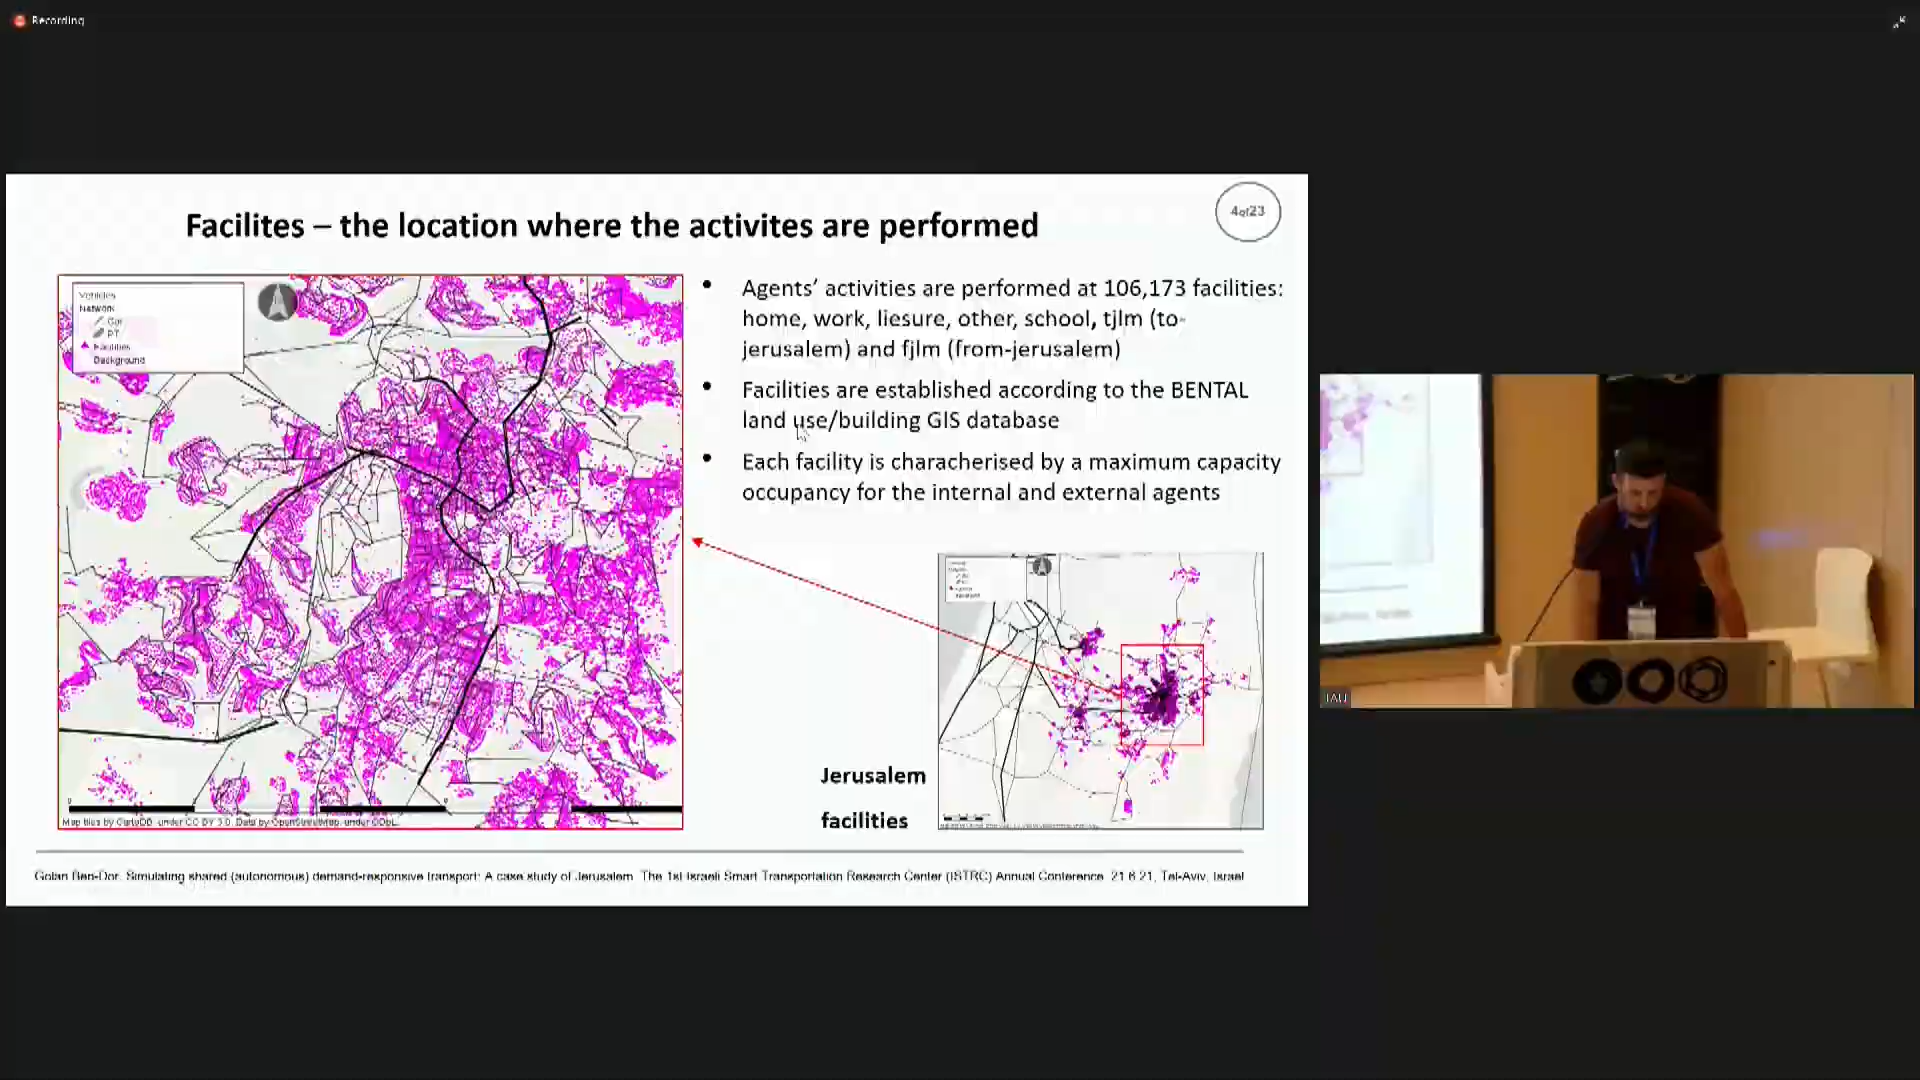 Recording
Facilites – the location where the activites are performed
4of23
Vehicles
Network
Car
PT
Facilities
Background
Agents’ activities are performed at 106,173 facilities:
home, work, liesure, other, school, tjlm (to-
jerusalem) and fjlm (from-jerusalem)
Facilities are established according to the BENTAL
land use/building GIS database
Each facility is characherised by a maximum capacity
occupancy for the internal and external agents
Jerusalem
facilities
Map tiles by CartoDB, under CC BY 3.0. Data by OpenStreetMap, under ODbL.
Golan Ben-Dor. Simulating shared (autonomous) demand-responsive transport: A case study of Jerusalem. The 1st Israeli Smart Transportation Research Center (ISTRC) Annual Conference. 21.6.21, Tel-Aviv, Israel
TAU